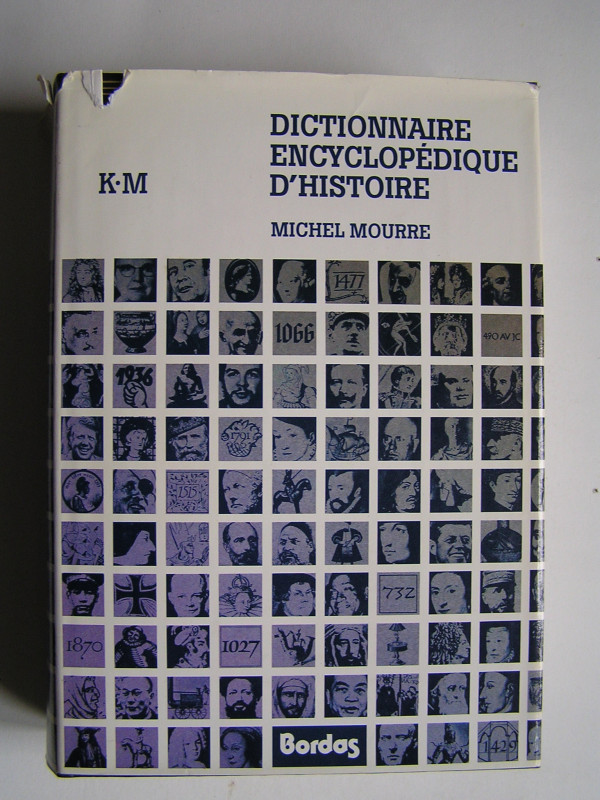 DICTIONNAIRE
ENCYCLOPÉDIQUE
D'HISTOIRE
K·M
MICHEL MOURRE
1477
1066
490 AV JC
1936
1791
1515
732
1870
1027
Bordas
1429